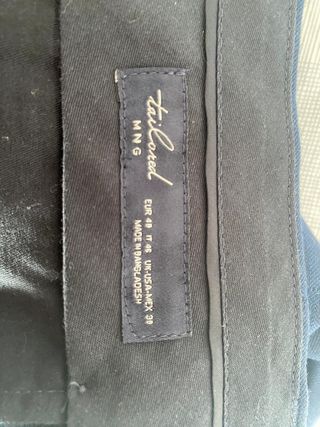 tailored
MNG
EUR 40 IT 46 UK-USA-MEX 30
MADE IN BANGLADESH